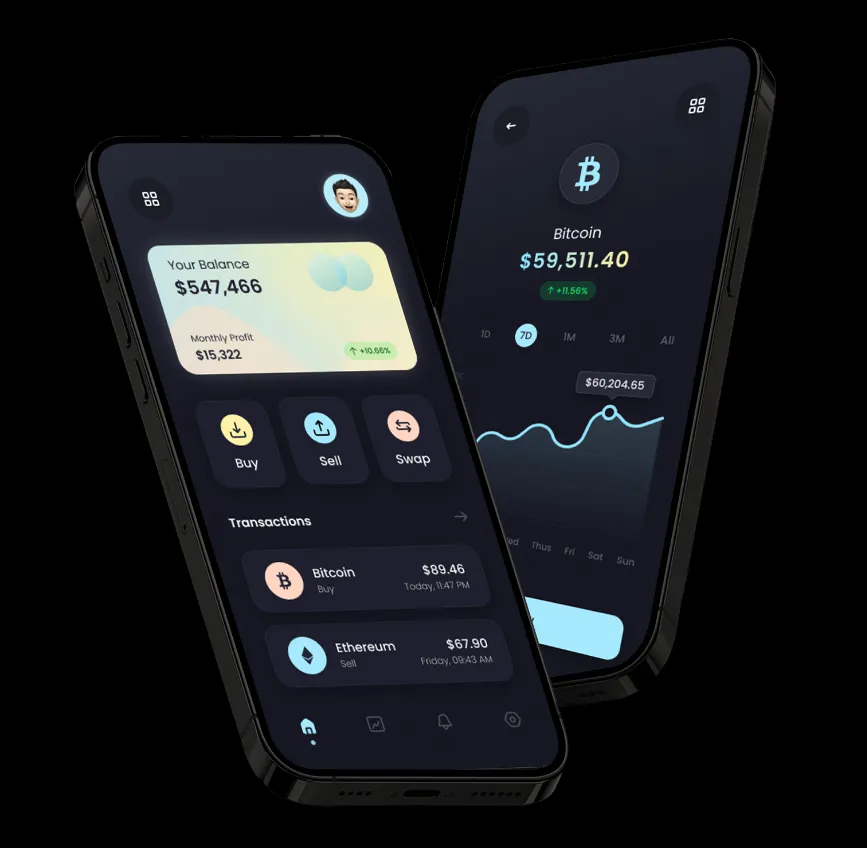 Your Balance
$547,466
Monthly Profit
$15,322
+10.66%
Buy
Sell
Swap
Transactions
Bitcoin
$89.46
Buy
Today, 11:47 PM
Ethereum
$67.90
Sell
Friday, 09:43 AM
Bitcoin
$59,511.40
+11.56%
1D
7D
1M
3M
All
$60,204.65
Thus
Fri
Sat
Sun